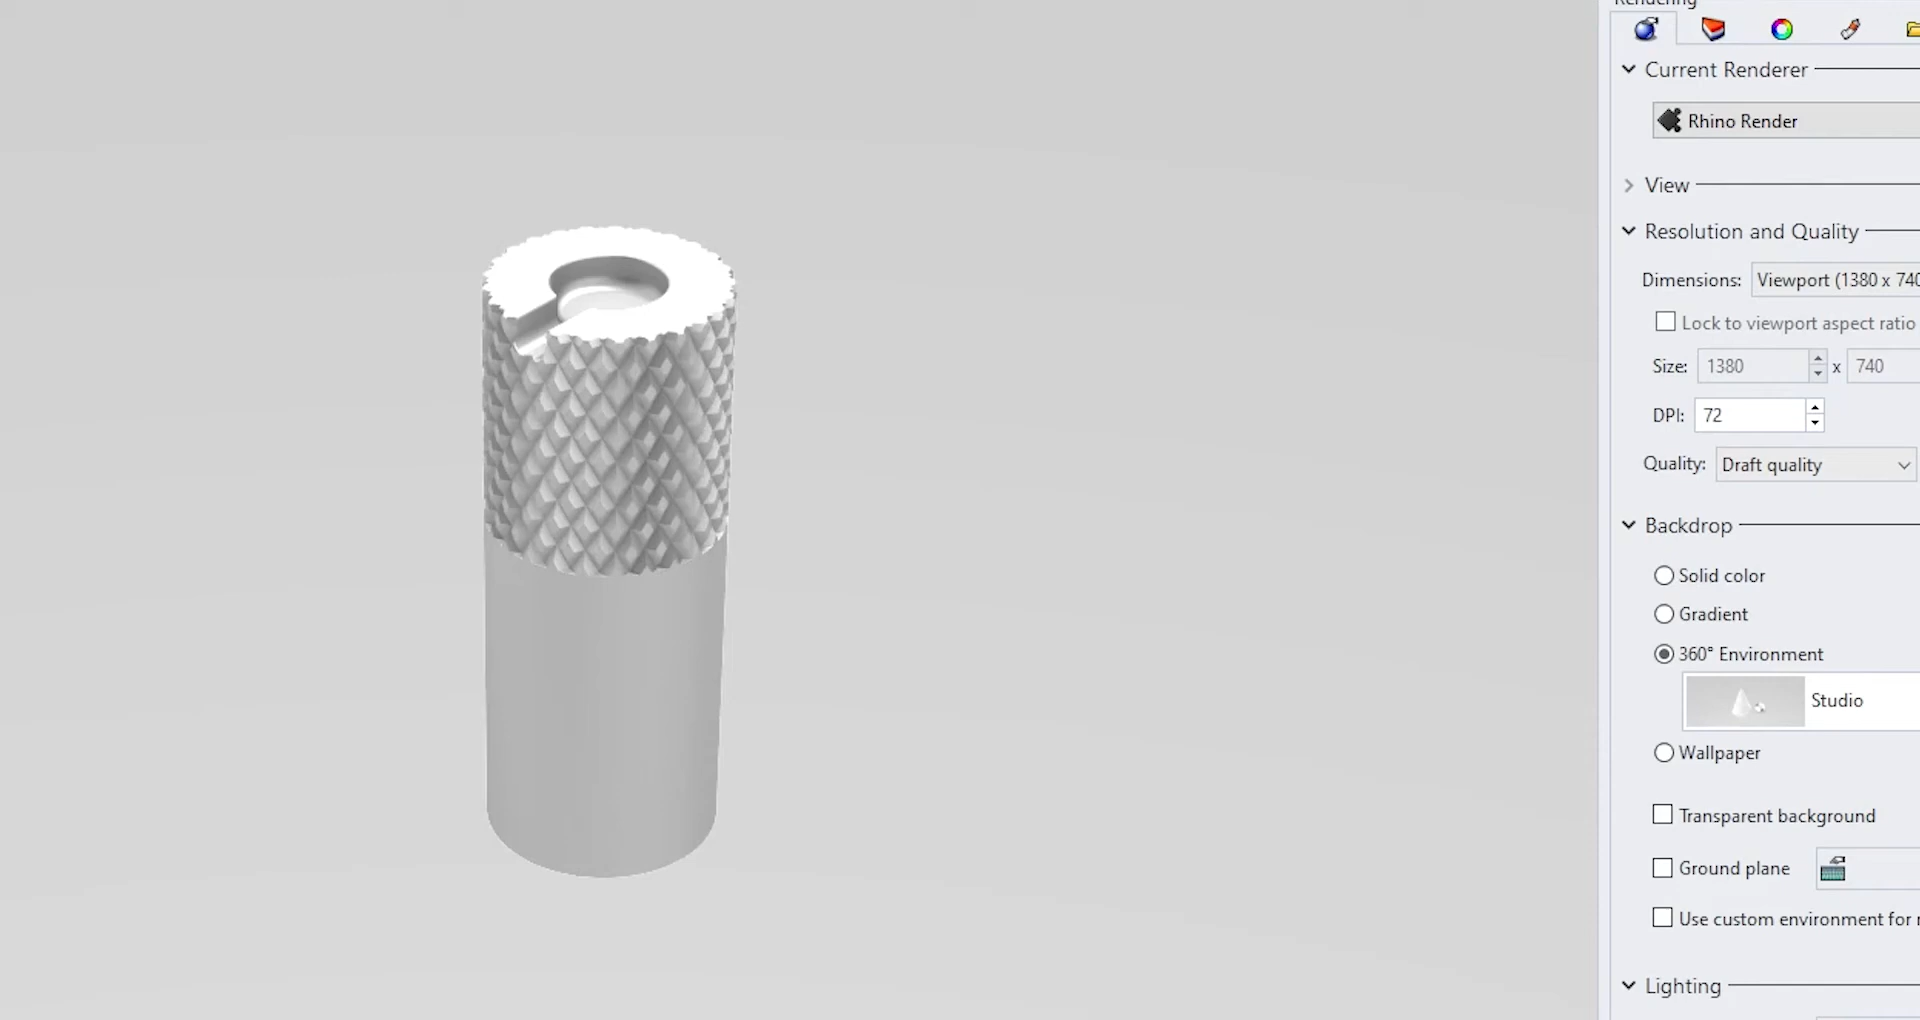 Rendering
Current Renderer
Rhino Render
View
Resolution and Quality
Dimensions: Viewport (1380 x 740
Lock to viewport aspect ratio
Size: 1380 x 740
DPI: 72
Quality: Draft quality
Backdrop
Solid color
Gradient
360° Environment
Studio
Wallpaper
Transparent background
Ground plane
Use custom environment for
Lighting